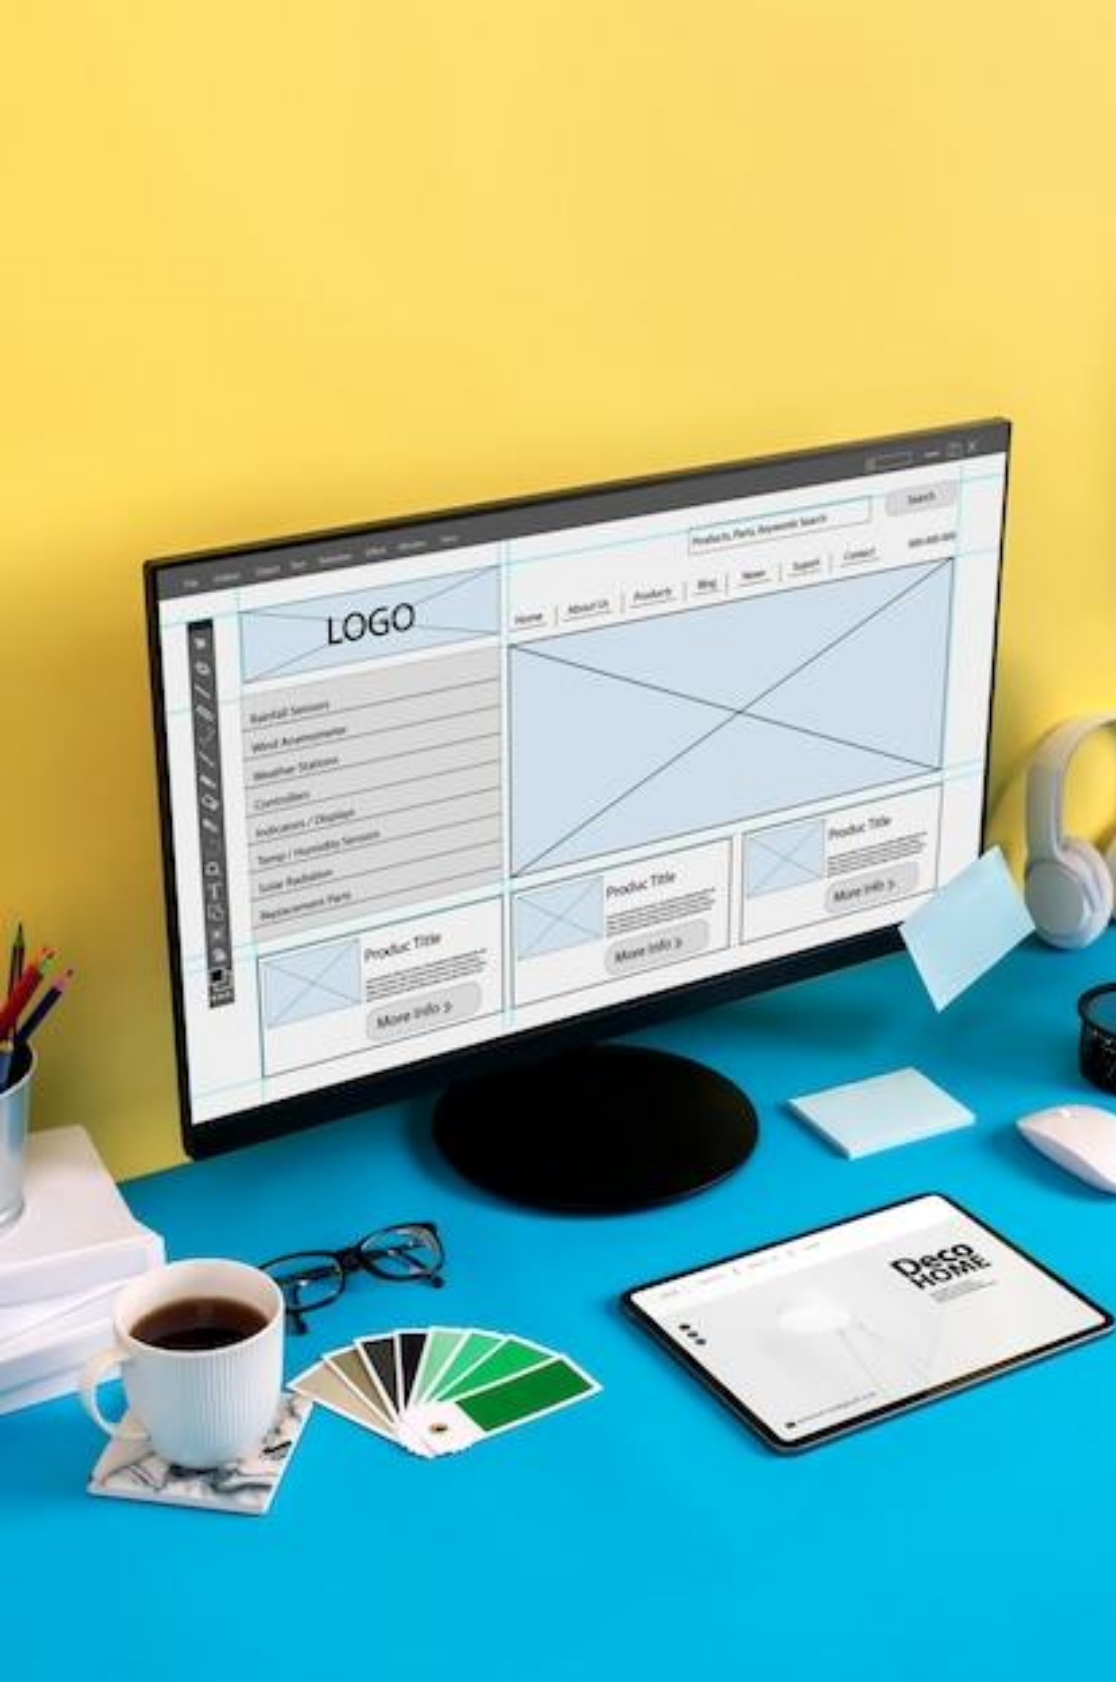 Products, Parts, Keywords Search
Search
LOGO
Home
About Us
Products
Blog
News
Support
Contact
Rainfall Sensors
Wind Anemometer
Weather Stations
Controllers
Indicators / Displays
Temp / Humidity Sensors
Solar Radiation
Replacement Parts
Produc Title
More Info >
Produc Title
More Info >
Produc Title
More Info >
Deco
HOME